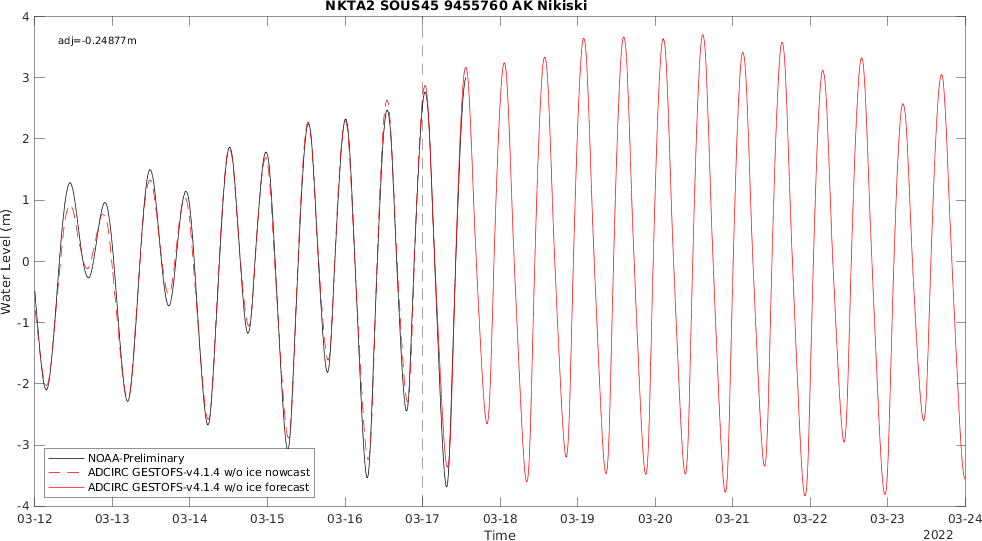 NKTA2 SOUS45 9455760 AK Nikiski
adj=-0.24877m
4
3
2
1
0
-1
-2
-3
-4
Water Level (m)
NOAA-Preliminary
ADCIRC GESTOFS-v4.1.4 w/o ice nowcast
ADCIRC GESTOFS-v4.1.4 w/o ice forecast
03-12 03-13 03-14 03-15 03-16 03-17 03-18 03-19 03-20 03-21 03-22 03-23 03-24
Time
2022